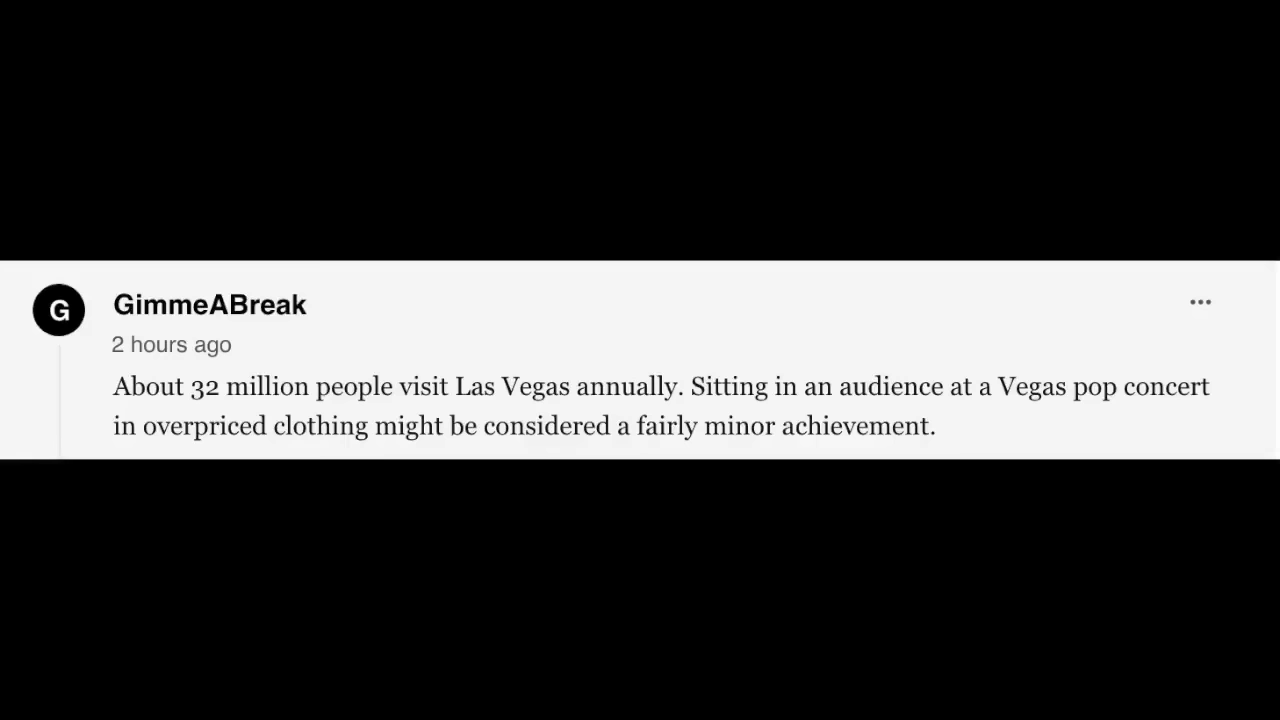 G
GimmeABreak
2 hours ago
About 32 million people visit Las Vegas annually. Sitting in an audience at a Vegas pop concert
in overpriced clothing might be considered a fairly minor achievement.